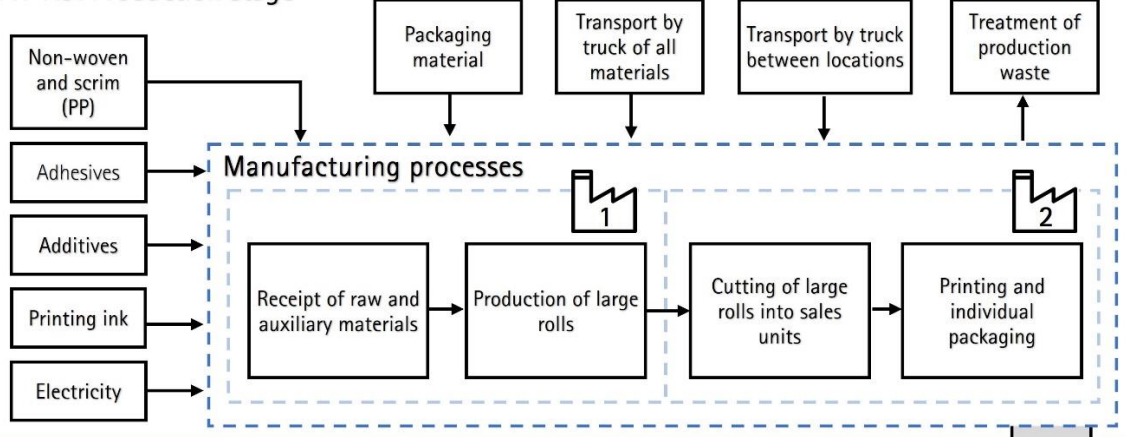 Non-woven
and scrim
(PP)
Adhesives
Additives
Printing ink
Electricity
Packaging
material
Transport by
truck of all
materials
Transport by truck
between locations
Treatment of
production
waste
Manufacturing processes
1
2
Receipt of raw and
auxiliary materials
Production of large
rolls
Cutting of large
rolls into sales
units
Printing and
individual
packaging